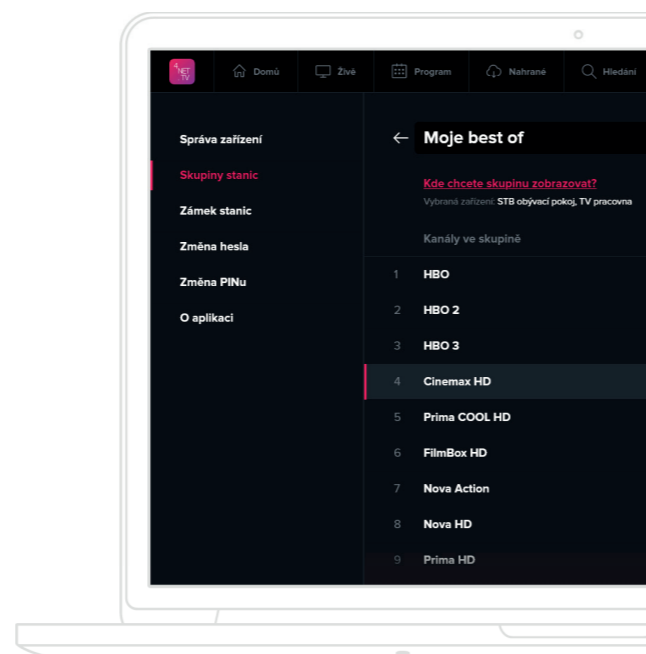 4NET TV
Domů Živě Program Nahrané Hledání
Správa zařízení
Skupiny stanic
Zámek stanic
Změna hesla
Změna PINu
O aplikaci
Moje best of
Kde chcete skupinu zobrazovat?
Vybraná zařízení: STB obývací pokoj, TV pracovna
Kanály ve skupině
1 HBO
2 HBO 2
3 HBO 3
4 Cinemax HD
5 Prima COOL HD
6 FilmBox HD
7 Nova Action
8 Nova HD
9 Prima HD